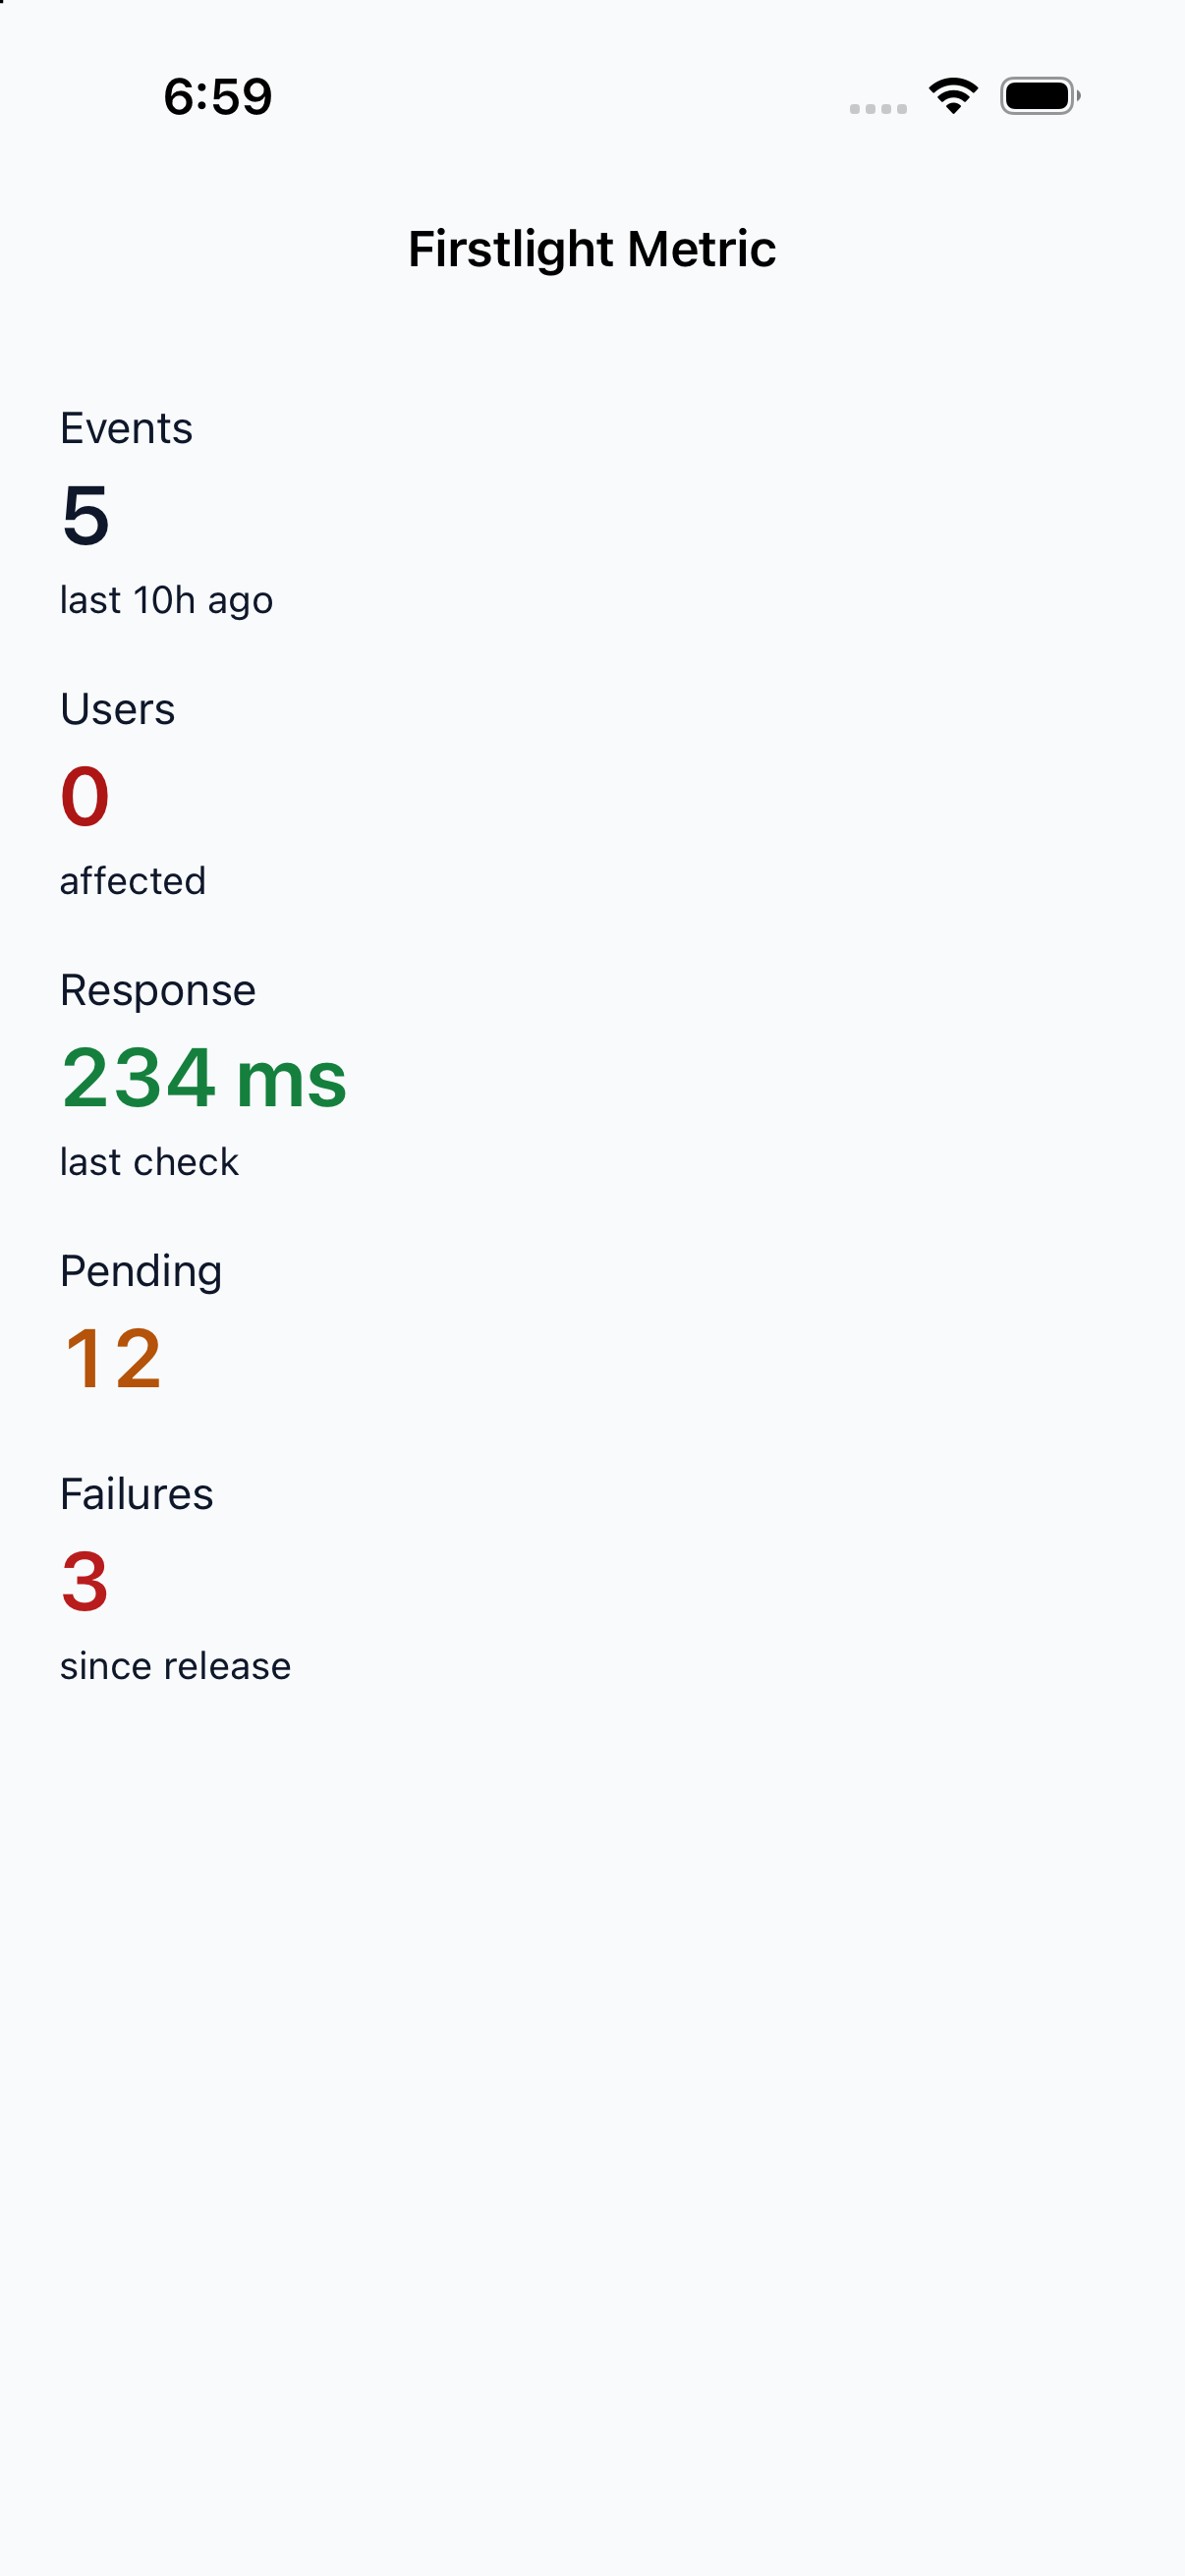 6:59
Firstlight Metric
Events
5
last 10h ago
Users
0
affected
Response
234 ms
last check
Pending
12
Failures
3
since release